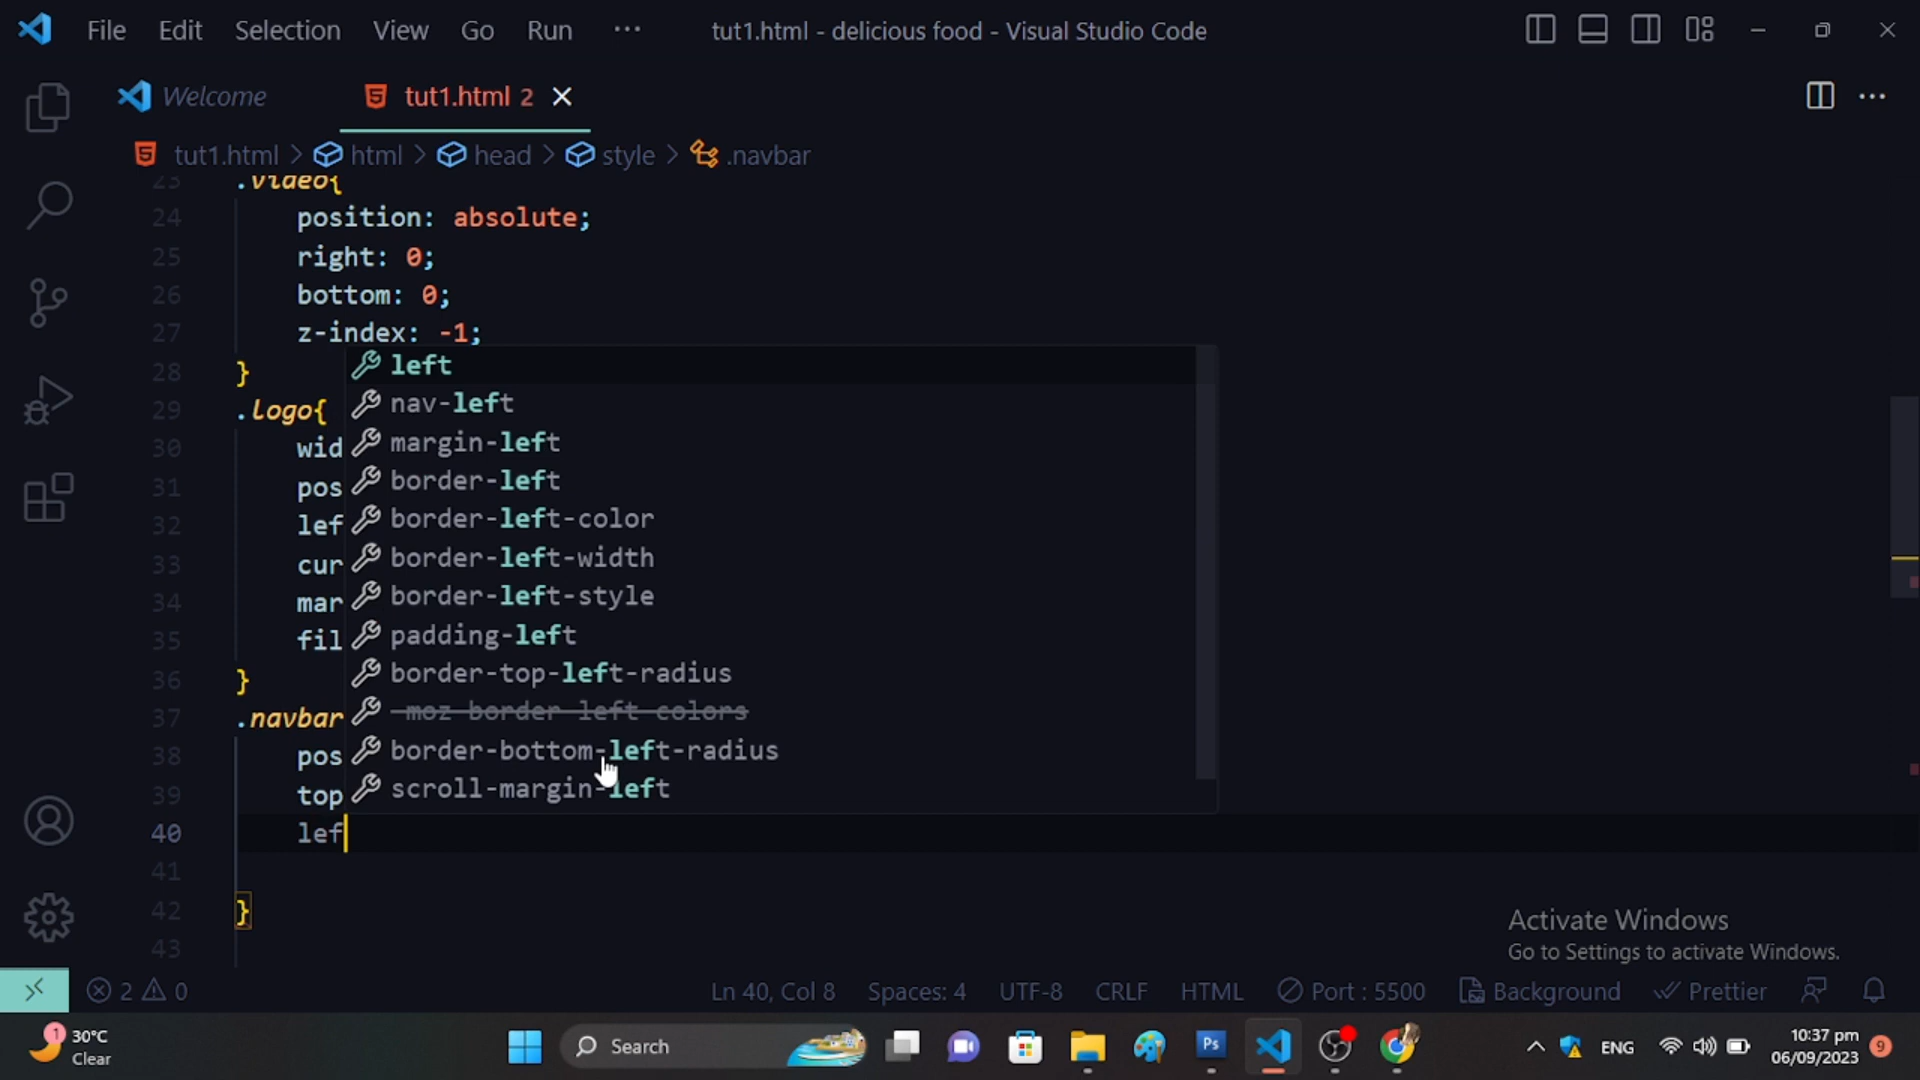 File Edit Selection View Go Run ··· tut1.html - delicious food - Visual Studio Code
Welcome tut1.html 2
tut1.html > html > head > style > .navbar
23 .video{
24 position: absolute;
25 right: 0;
26 bottom: 0;
27 z-index: -1;
28 }
left
nav-left
29 .logo{
margin-left
30 wid
border-left
31 pos
border-left-color
32 lef
border-left-width
33 cur
border-left-style
34 mar
padding-left
35 fil
border-top-left-radius
36 }
-moz-border-left-colors
37 .navbar
border-bottom-left-radius
38 pos
scroll-margin-left
39 top
40 lef
41
42 }
43
Activate Windows
Go to Settings to activate Windows.
2 0 Ln 40, Col 8 Spaces: 4 UTF-8 CRLF HTML Port : 5500 Background Prettier
1 30°C
Clear
Search
Ps
ENG
10:37 pm
06/09/2023
9